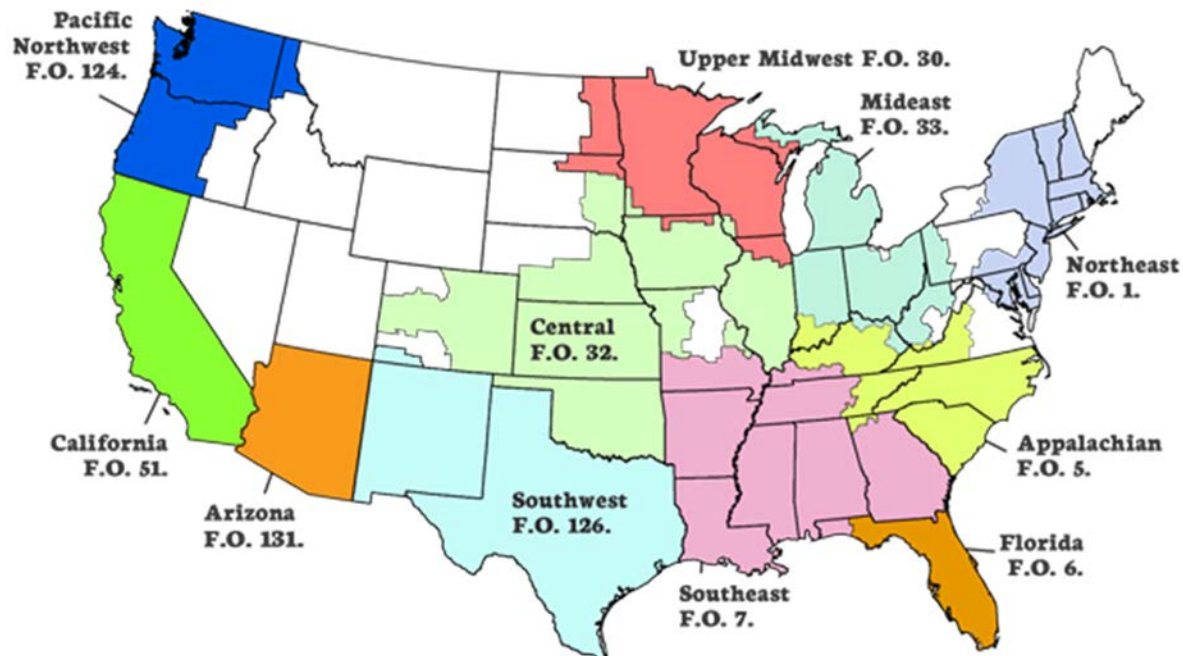 Pacific
Northwest
F.O. 124.
Upper Midwest F.O. 30.
Mideast
F.O. 33.
Northeast
F.O. 1.
Central
F.O. 32.
California
F.O. 51.
Appalachian
F.O. 5.
Arizona
F.O. 131.
Southwest
F.O. 126.
Florida
F.O. 6.
Southeast
F.O. 7.